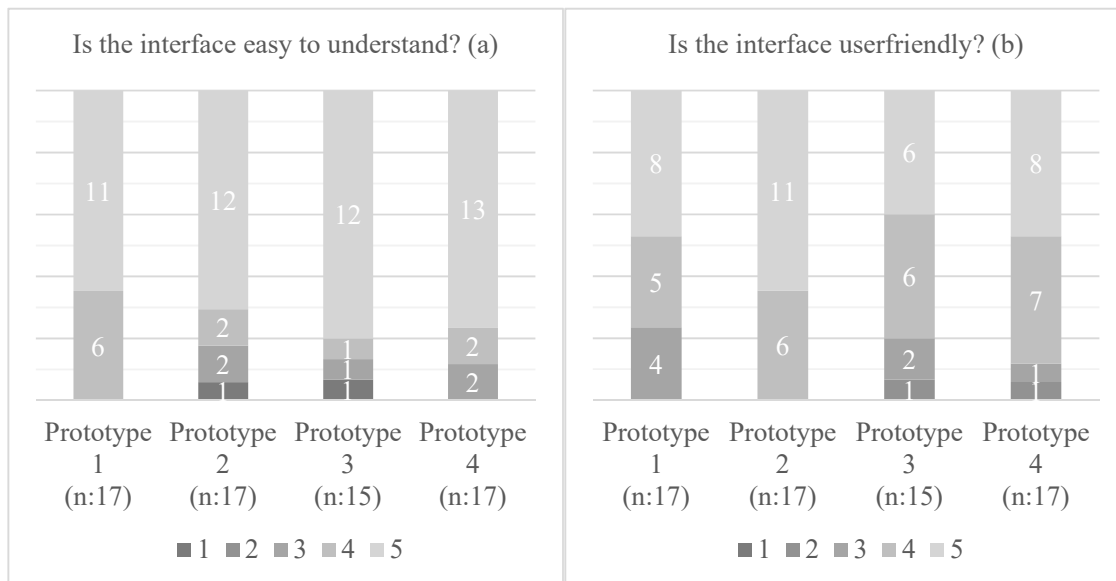 Is the interface easy to understand? (a)
11
12
12
13
6
2
2
1
2
1
1
2
2
1
Prototype Prototype Prototype Prototype
1 2 3 4
(n:17) (n:17) (n:15) (n:17)
1 2 3 4 5
Is the interface userfriendly? (b)
8
11
6
8
5
6
6
7
4
2
1
1
1
Prototype Prototype Prototype Prototype
1 2 3 4
(n:17) (n:17) (n:15) (n:17)
1 2 3 4 5